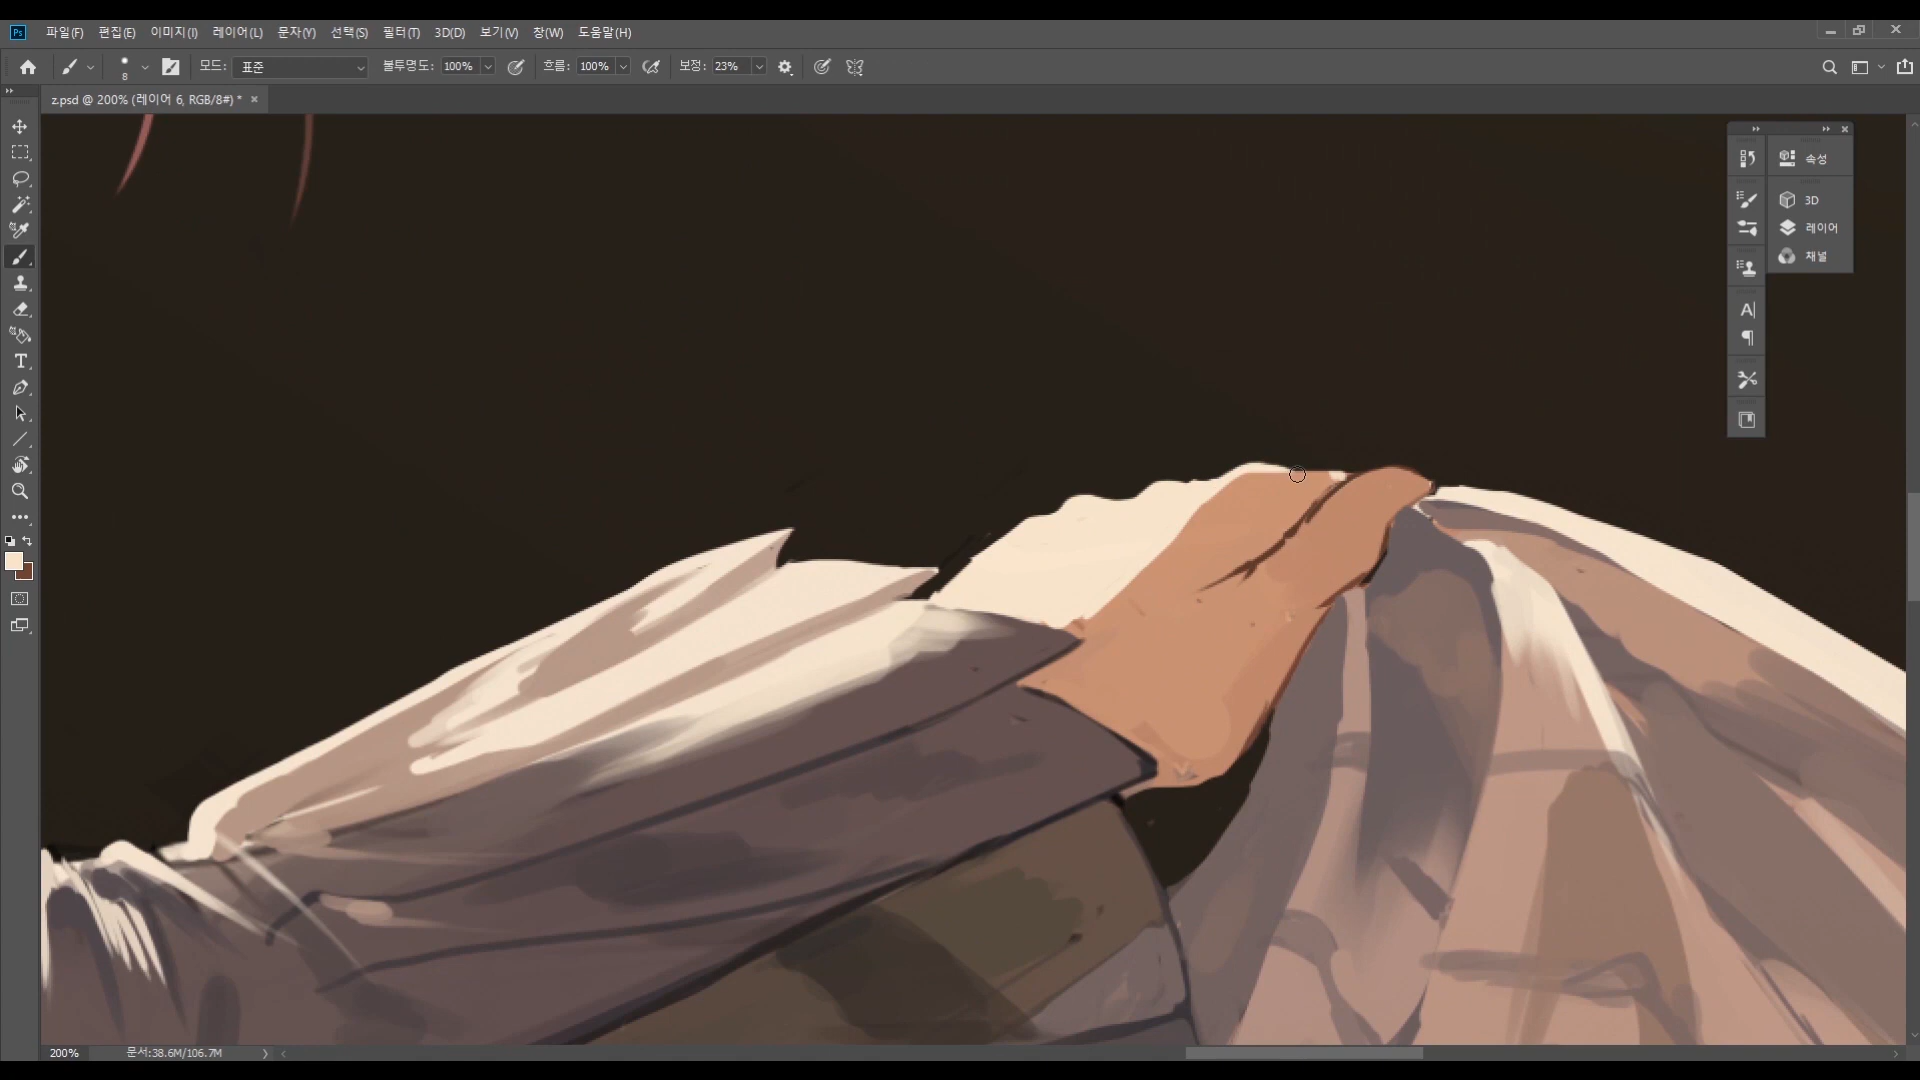 Ps 파일(F) 편집(E) 이미지(I) 레이어(L) 문자(Y) 선택(S) 필터(T) 3D(D) 보기(V) 창(W) 도움말(H)
8 모드: 표준 불투명도: 100% 흐름: 100% 보정: 23%
z.psd @ 200% (레이어 6, RGB/8#) *
속성
3D
레이어
채널
200% 문서:38.6M/106.7M